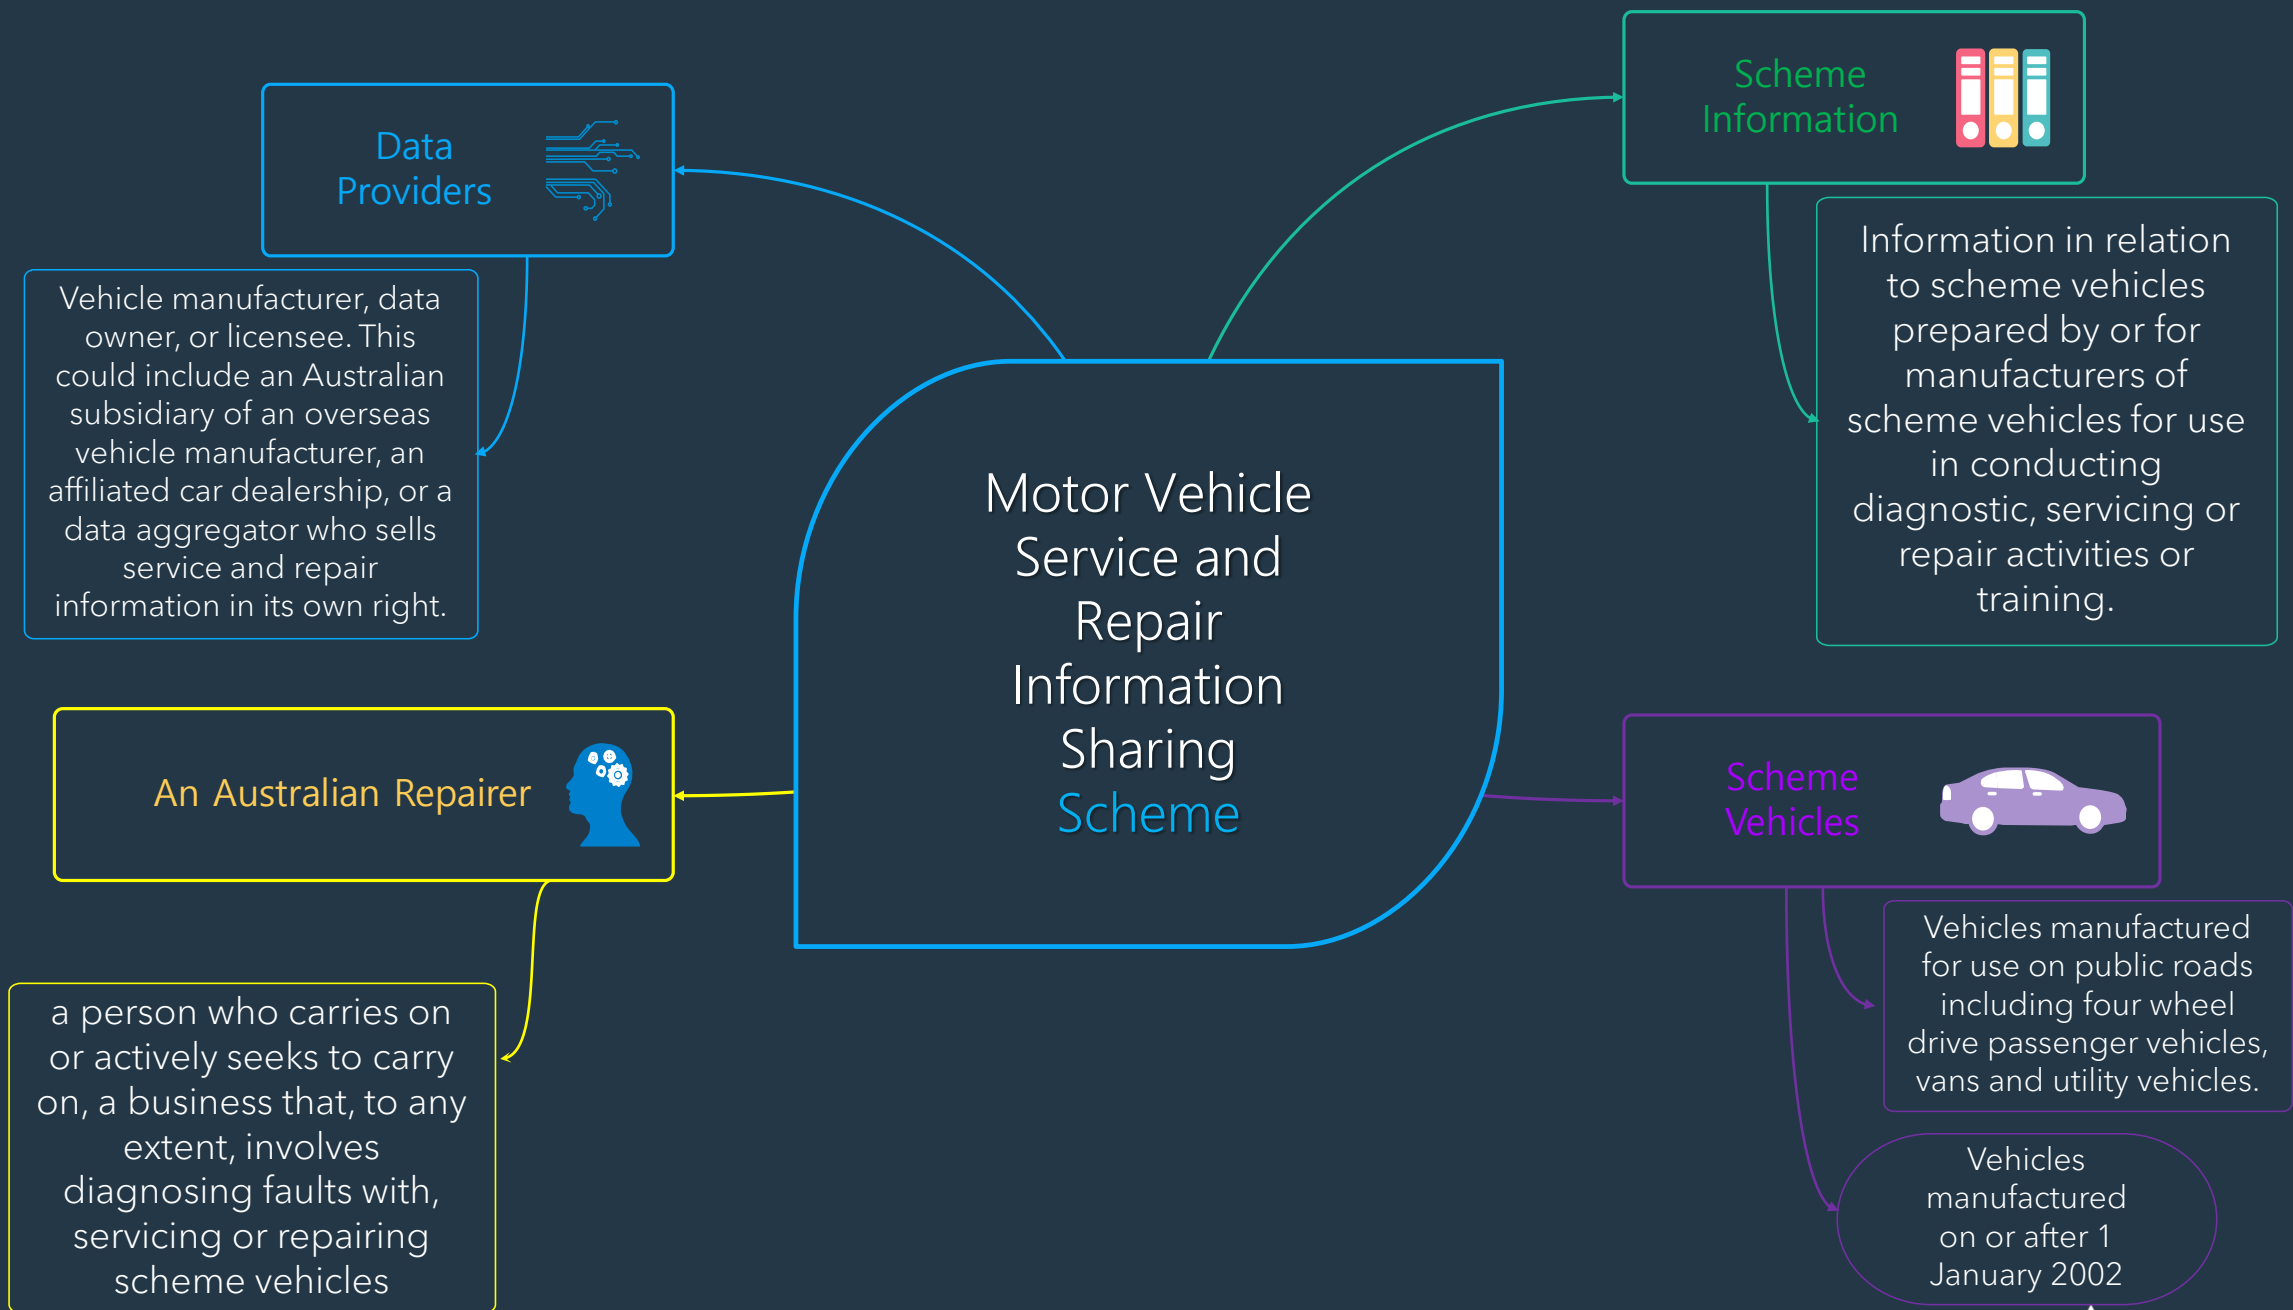 Data
Providers
Vehicle manufacturer, data
owner, or licensee. This
could include an Australian
subsidiary of an overseas
vehicle manufacturer, an
affiliated car dealership, or a
data aggregator who sells
service and repair
information in its own right.
Scheme
Information
Information in relation
to scheme vehicles
prepared by or for
manufacturers of
scheme vehicles for use
in conducting
diagnostic, servicing or
repair activities or
training.
Motor Vehicle
Service and
Repair
Information
Sharing
Scheme
An Australian Repairer
a person who carries on
or actively seeks to carry
on, a business that, to any
extent, involves
diagnosing faults with,
servicing or repairing
scheme vehicles
Scheme
Vehicles
Vehicles manufactured
for use on public roads
including four wheel
drive passenger vehicles,
vans and utility vehicles.
Vehicles
manufactured
on or after 1
January 2002